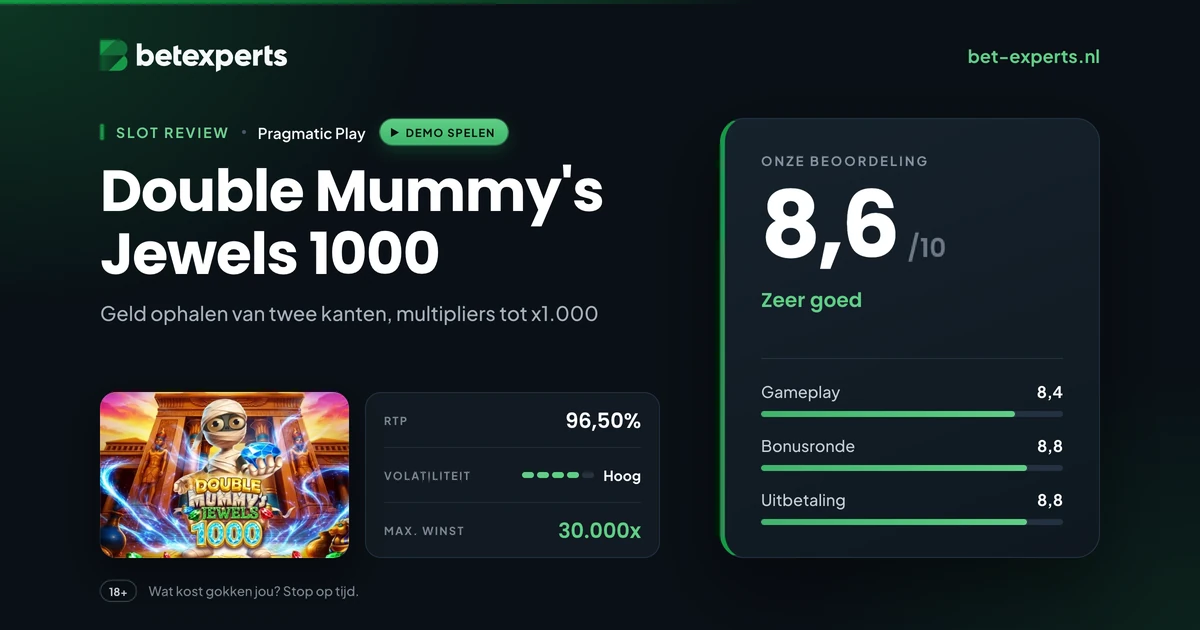 betexperts
bet-experts.nl
SLOT REVIEW • Pragmatic Play ▶ DEMO SPELEN
Double Mummy's
Jewels 1000
Geld ophalen van twee kanten, multipliers tot x1.000
DOUBLE
MUMMY'S
JEWELS
1000
RTP 96,50%
VOLATILITEIT Hoog
MAX. WINST 30.000x
ONZE BEOORDELING
8,6 /10
Zeer goed
Gameplay 8,4
Bonusronde 8,8
Uitbetaling 8,8
18+ Wat kost gokken jou? Stop op tijd.